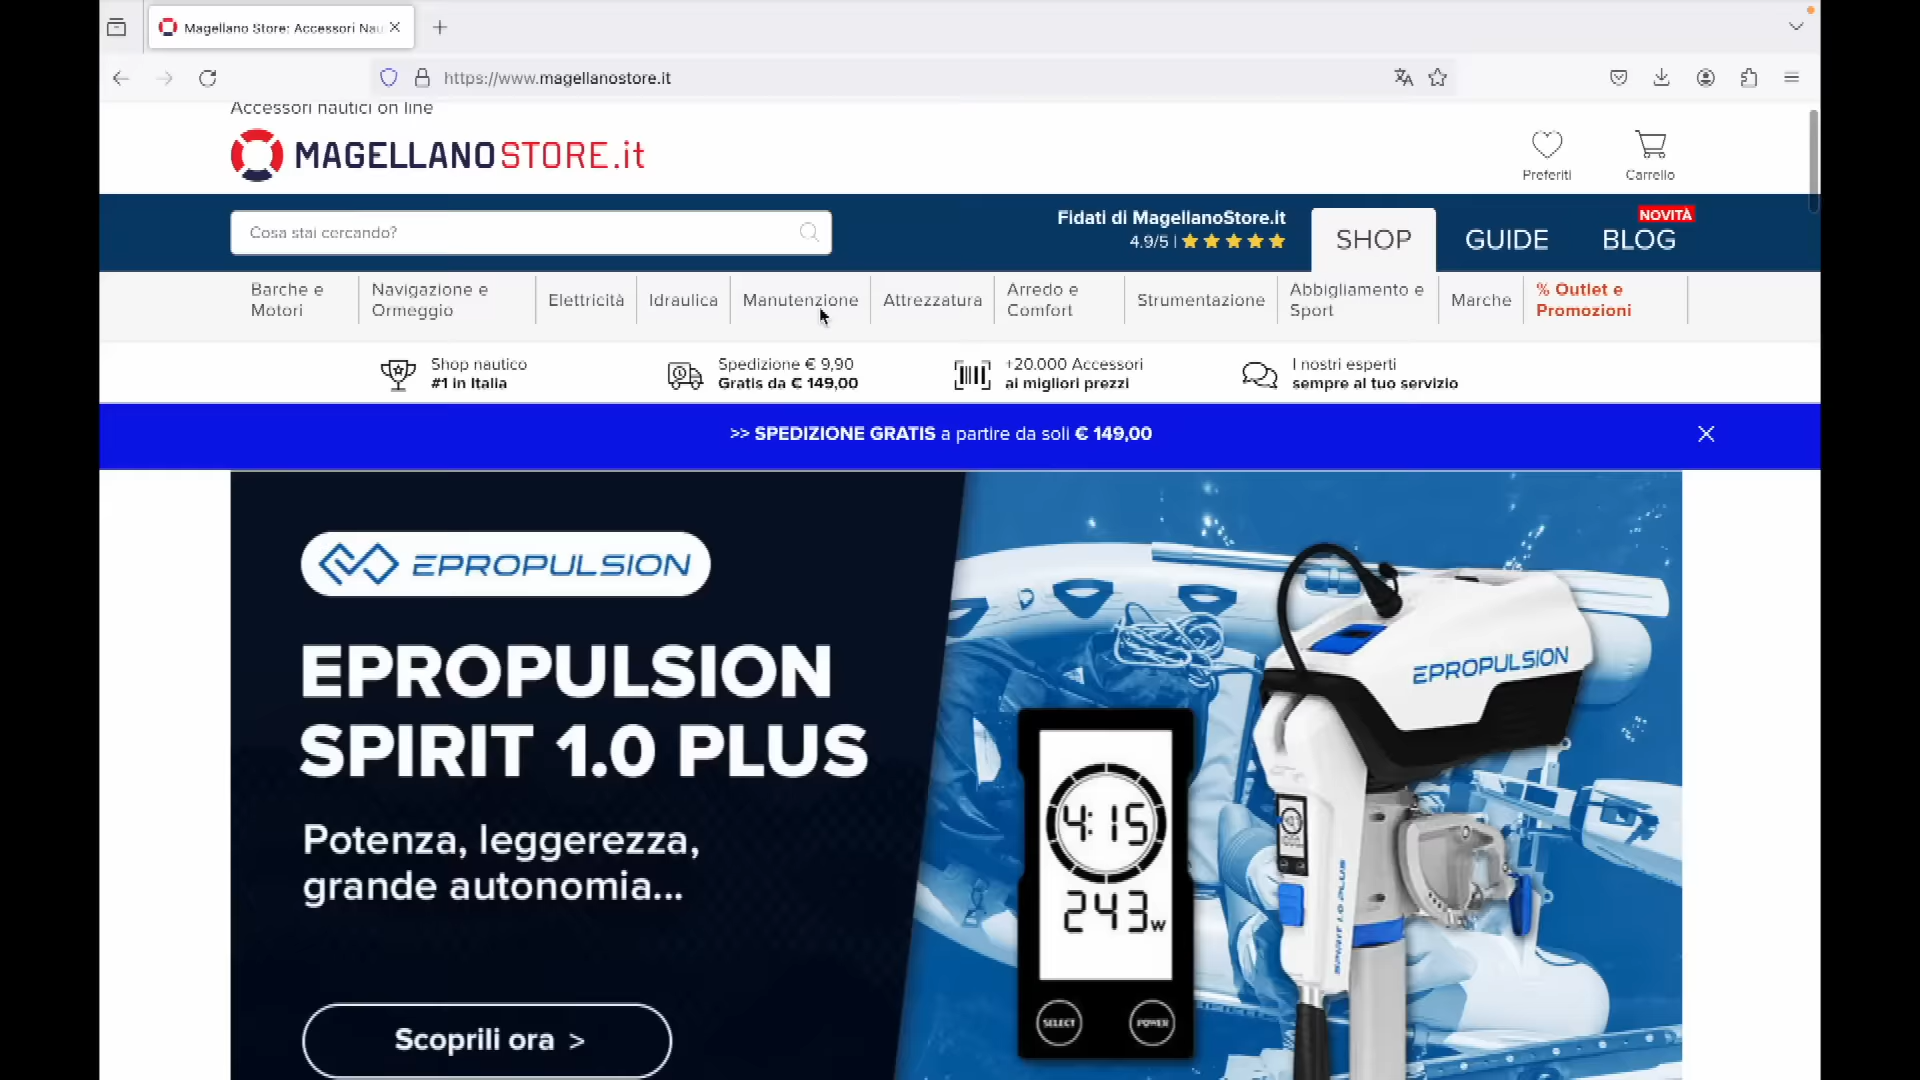 Magellano Store: Accessori Nau
https://www.magellanostore.it
Accessori nautici on line
MAGELLANOSTORE.it
Preferiti
Carrello
Cosa stai cercando?
Fidati di MagellanoStore.it
4.9/5 |
SHOP
GUIDE
NOVITÀ
BLOG
Barche e
Motori
Navigazione e
Ormeggio
Elettricità
Idraulica
Manutenzione
Attrezzatura
Arredo e
Comfort
Strumentazione
Abbigliamento e
Sport
Marche
% Outlet e
Promozioni
Shop nautico
#1 in Italia
Spedizione € 9,90
Gratis da € 149,00
+20.000 Accessori
ai migliori prezzi
I nostri esperti
sempre al tuo servizio
>> SPEDIZIONE GRATIS a partire da soli € 149,00
EPROPULSION
EPROPULSION
SPIRIT 1.0 PLUS
Potenza, leggerezza,
grande autonomia...
Scoprili ora >
4:15
243w
SELECT
POWER
EPROPULSION
SPIRIT 1.0 PLUS